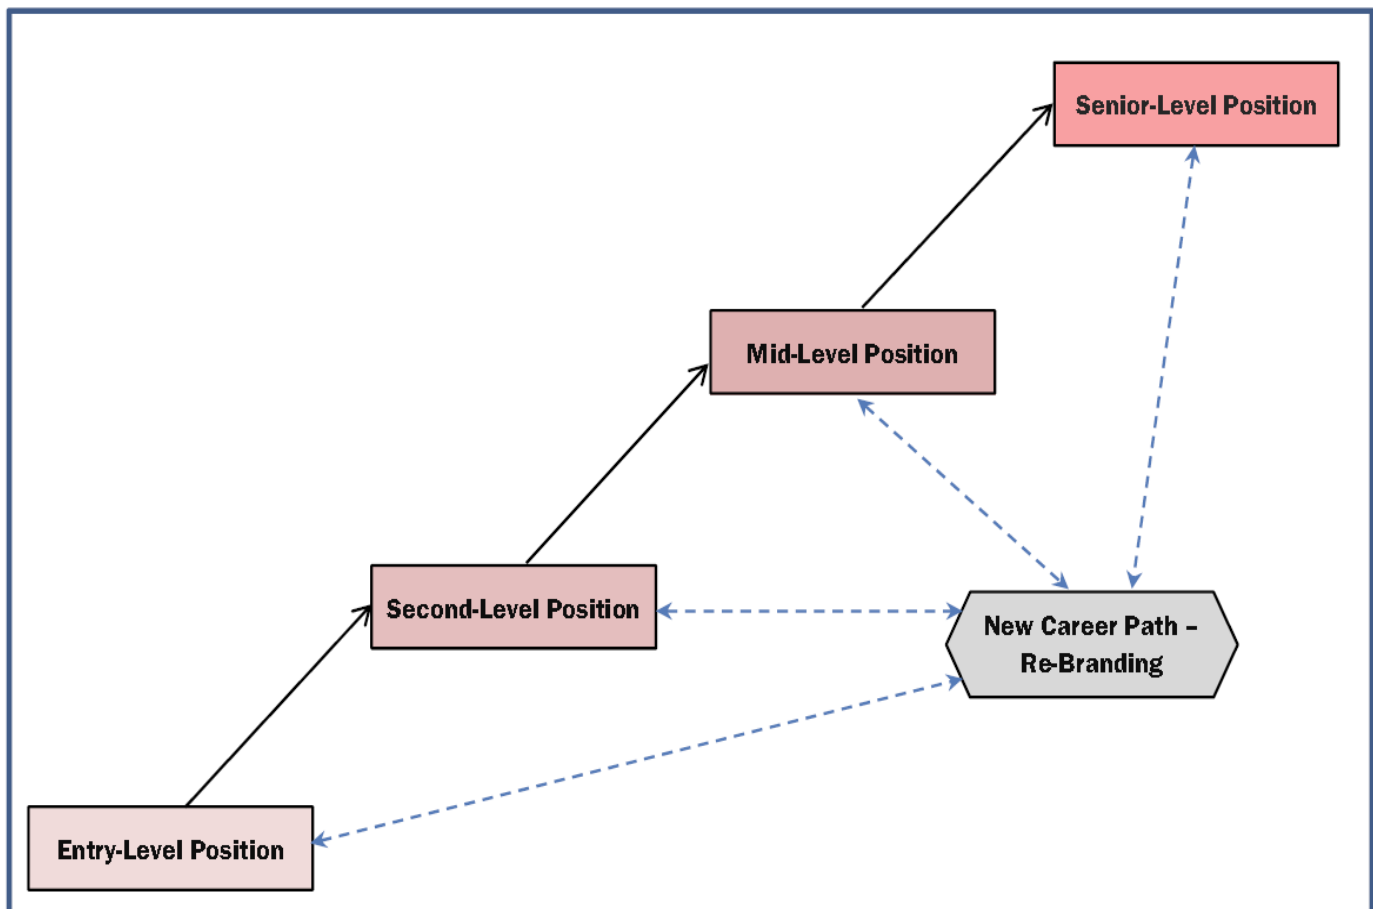 Senior-Level Position
Mid-Level Position
Second-Level Position
New Career Path –
Re-Branding
Entry-Level Position